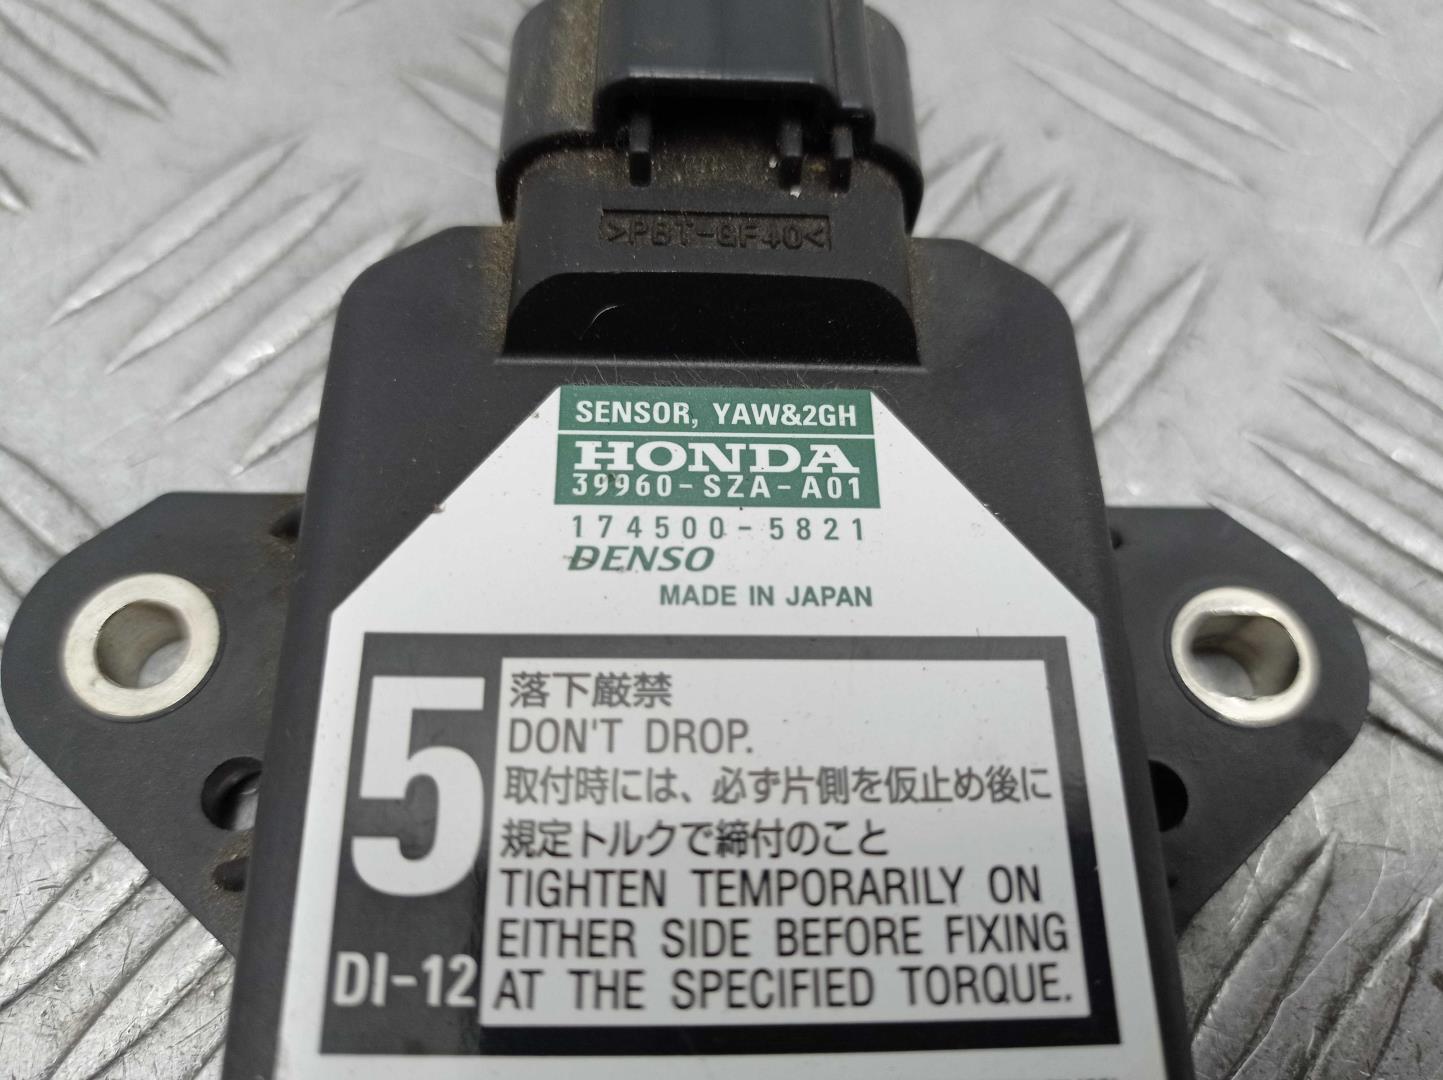 >PBT-GF40<
SENSOR, YAW&2GH
HONDA
39960-SZA-A01
174500-5821
DENSO
MADE IN JAPAN
5
落下厳禁
DON'T DROP.
取付時には、必ず片側を仮止め後に
規定トルクで締付のこと
TIGHTEN TEMPORARILY ON
EITHER SIDE BEFORE FIXING
AT THE SPECIFIED TORQUE.
DI-12